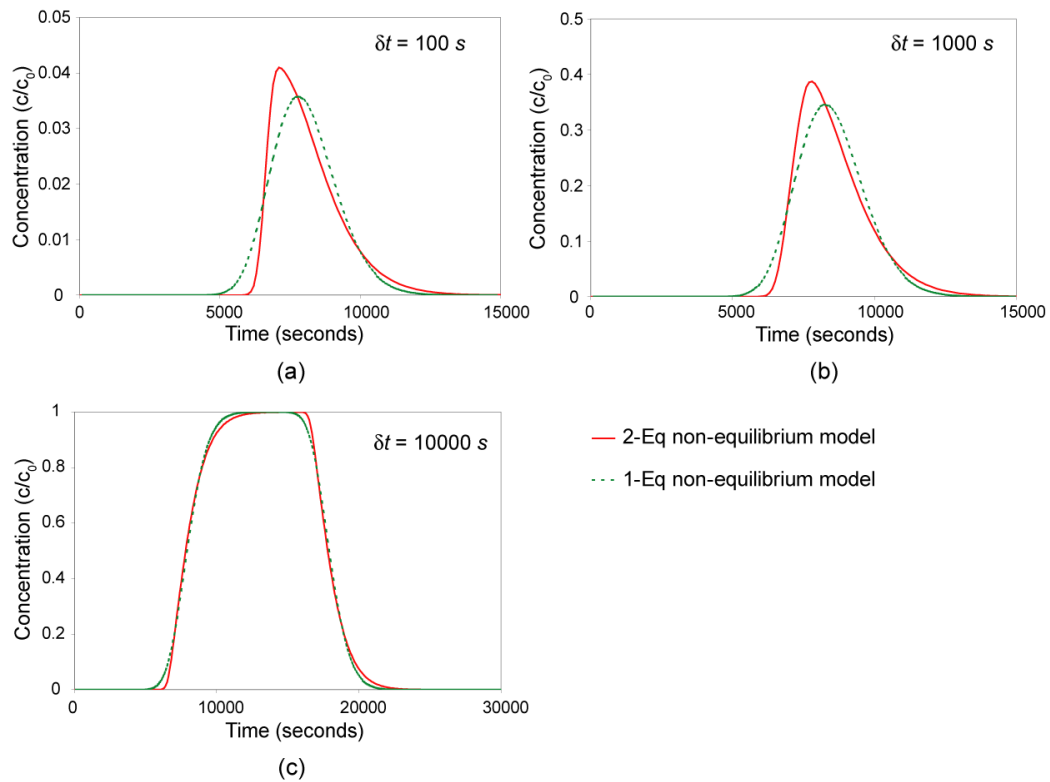 0.05
0.04
0.03
0.02
0.01
0
Concentration (c/c₀)
δt = 100 s
0
5000
10000
15000
Time (seconds)
(a)
0.5
0.4
0.3
0.2
0.1
0
Concentration (c/c₀)
δt = 1000 s
0
5000
10000
15000
Time (seconds)
(b)
1
0.8
0.6
0.4
0.2
0
Concentration (c/c₀)
δt = 10000 s
0
10000
20000
30000
Time (seconds)
(c)
2-Eq non-equilibrium model
1-Eq non-equilibrium model